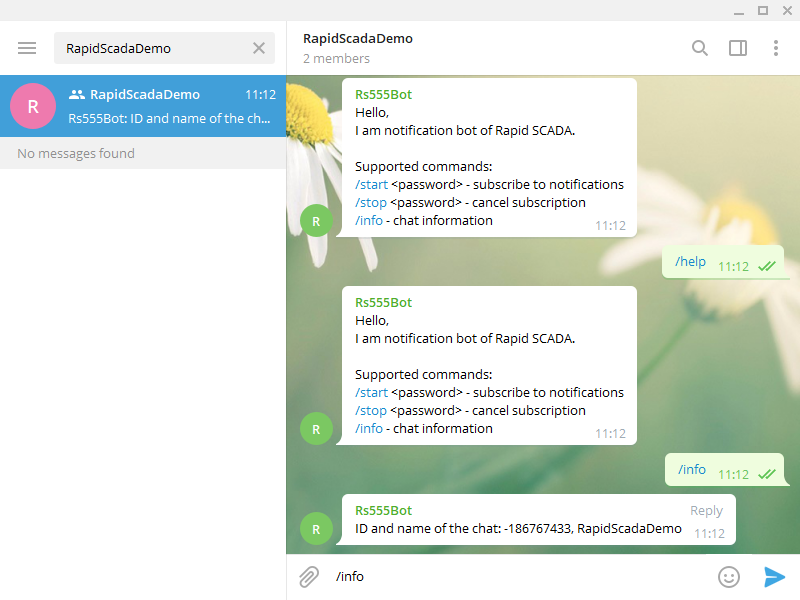 RapidScadaDemo
R
RapidScadaDemo 11:12
Rs555Bot: ID and name of the ch...
No messages found
RapidScadaDemo
2 members
Rs555Bot
Hello,
I am notification bot of Rapid SCADA.
Supported commands:
/start <password> - subscribe to notifications
/stop <password> - cancel subscription
/info - chat information
11:12
R
/help 11:12
Rs555Bot
Hello,
I am notification bot of Rapid SCADA.
Supported commands:
/start <password> - subscribe to notifications
/stop <password> - cancel subscription
/info - chat information
11:12
R
/info 11:12
Rs555Bot Reply
ID and name of the chat: -186767433, RapidScadaDemo 11:12
R
/info